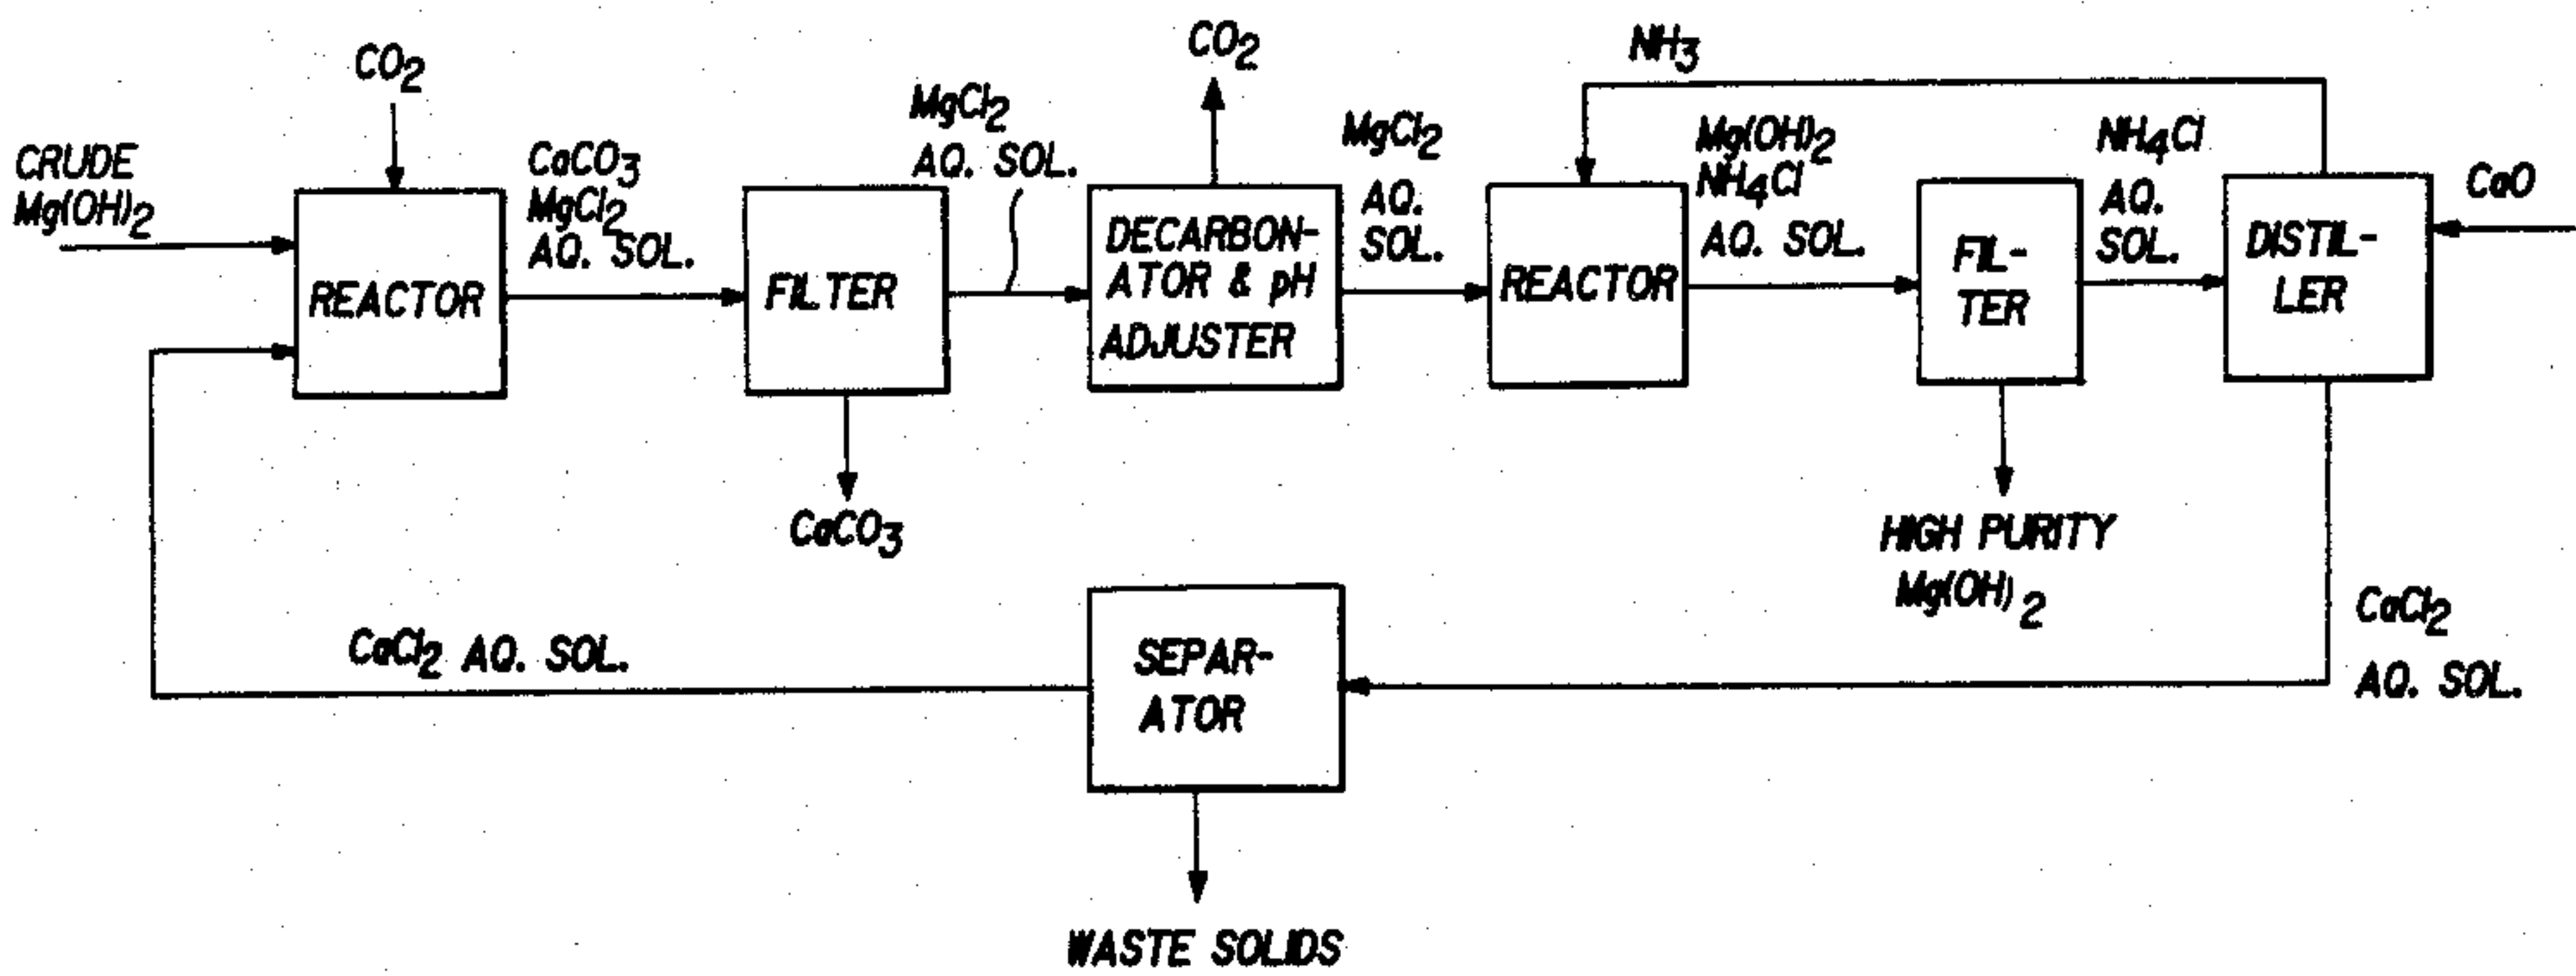 CO2
CRUDE
Mg(OH)2
REACTOR
CaCO3
MgCl2
AQ. SOL.
FILTER
CaCO3
MgCl2
AQ. SOL.
CO2
DECARBON-
ATOR & pH
ADJUSTER
MgCl2
AQ.
SOL.
NH3
REACTOR
Mg(OH)2
NH4Cl
AQ. SOL.
FIL-
TER
HIGH PURITY
Mg(OH)2
NH4Cl
AQ.
SOL.
DISTIL-
LER
CaO
CaCl2
AQ. SOL.
SEPAR-
ATOR
CaCl2 AQ. SOL.
WASTE SOLIDS